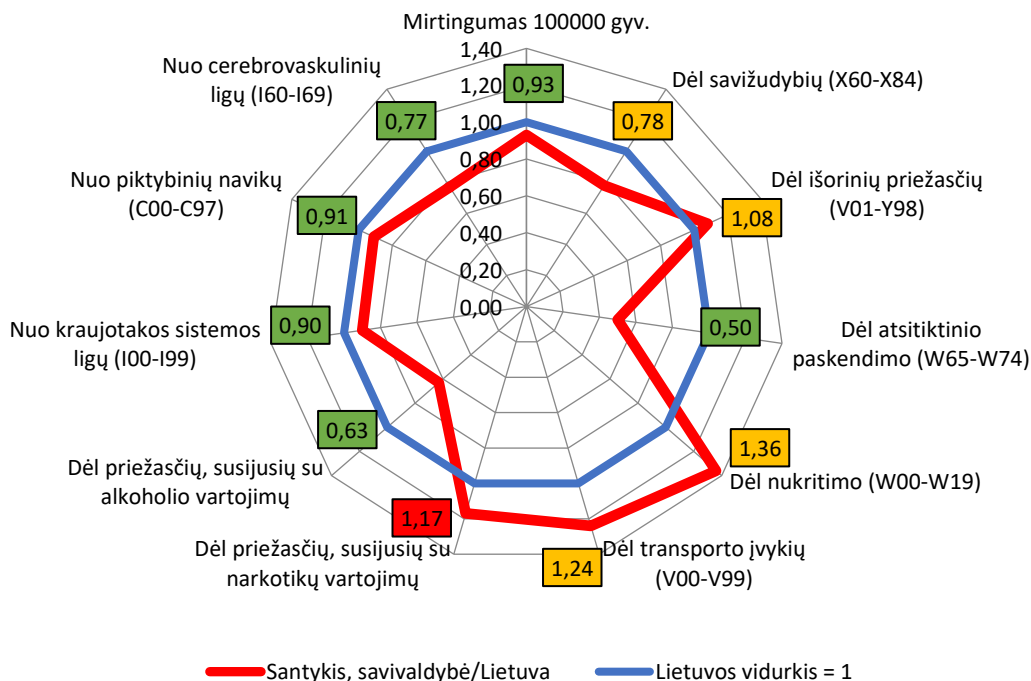 Mirtingumas 100000 gyv.
1,40
1,20
1,00
0,80
0,60
0,40
0,20
0,00
0,93
Dėl savižudybių (X60-X84)
0,78
Dėl išorinių priežasčių
(V01-Y98)
1,08
Dėl atsitiktinio
paskendimo (W65-W74)
0,50
Dėl nukritimo (W00-W19)
1,36
Dėl transporto įvykių
(V00-V99)
1,24
Dėl priežasčių, susijusių su
narkotikų vartojimų
1,17
Dėl priežasčių, susijusių su
alkoholio vartojimų
0,63
Nuo kraujotakos sistemos
ligų (I00-I99)
0,90
Nuo piktybinių navikų
(C00-C97)
0,91
Nuo cerebrovaskulinių
ligų (I60-I69)
0,77
Santykis, savivaldybė/Lietuva
Lietuvos vidurkis = 1